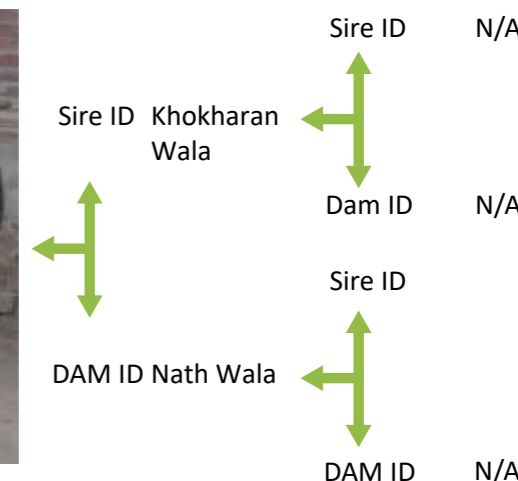 Sire ID N/A
Sire ID Khokharan
Wala
Dam ID N/A
Sire ID
DAM ID Nath Wala
DAM ID N/A